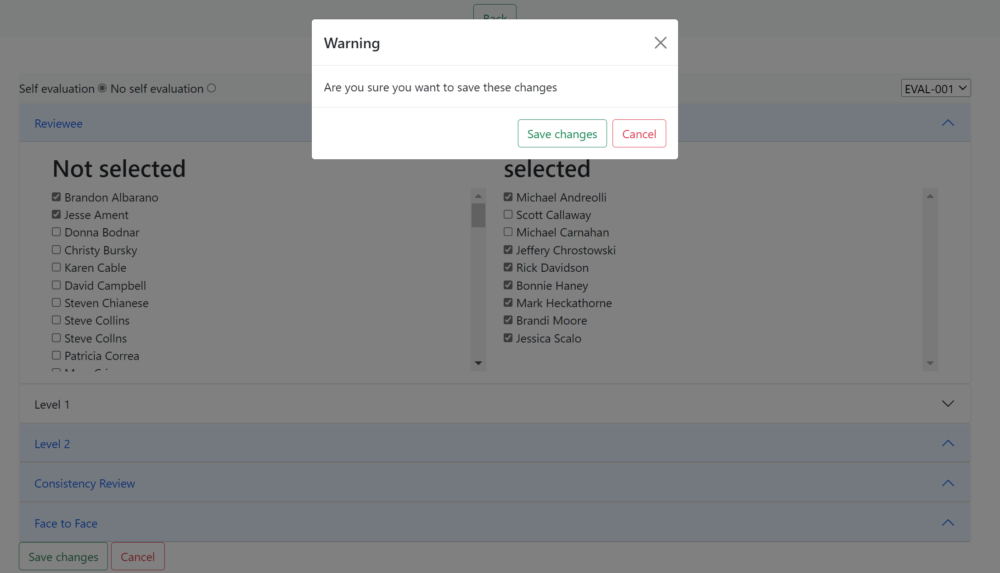 Back
Warning
Are you sure you want to save these changes
Save changes Cancel
Self evaluation No self evaluation EVAL-001
Reviewee
Not selected
Brandon Albarano
Jesse Ament
Donna Bodnar
Christy Bursky
Karen Cable
David Campbell
Steven Chianese
Steve Collins
Steve Collns
Patricia Correa
selected
Michael Andreolli
Scott Callaway
Michael Carnahan
Jeffery Chrostowski
Rick Davidson
Bonnie Haney
Mark Heckathorne
Brandi Moore
Jessica Scalo
Level 1
Level 2
Consistency Review
Face to Face
Save changes Cancel